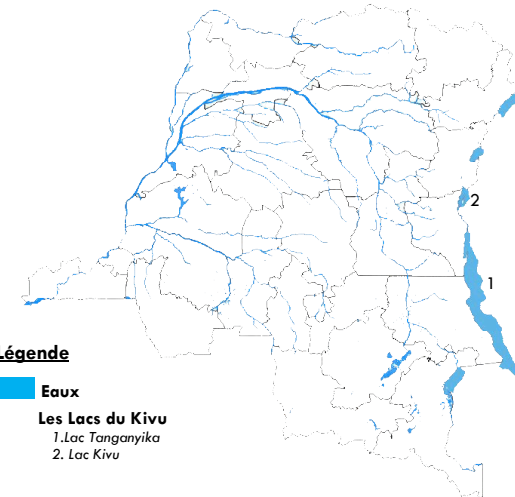 2
1
Légende
Eaux
Les Lacs du Kivu
1.Lac Tanganyika
2. Lac Kivu